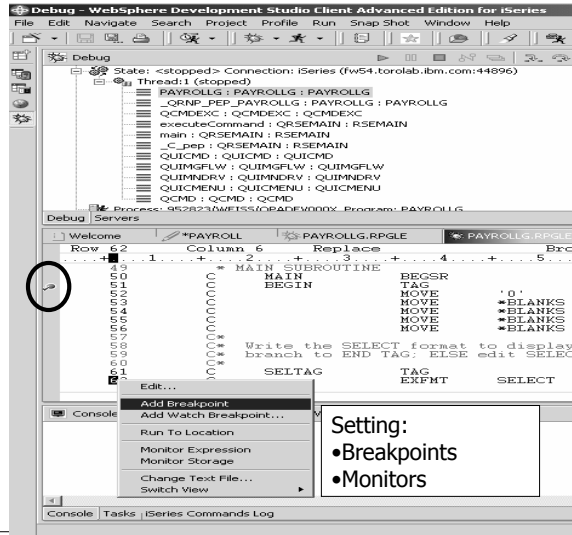 Debug - WebSphere Development Studio Client Advanced Edition for iSeries
File Edit Navigate Search Project Profile Run Snap Shot Window Help
Debug
State: <stopped> Connection: iSeries (fw54.torolab.ibm.com:44896)
Thread:1 (stopped)
PAYROLLG : PAYROLLG : PAYROLLG
_QRNP_PEP_PAYROLLG : PAYROLLG : PAYROLLG
QCMDEXC : QCMDEXC : QCMDEXC
executeCommand : QRSEMAIN : RSEMAIN
main : QRSEMAIN : RSEMAIN
_C_pep : QRSEMAIN : RSEMAIN
QUICMD : QUICMD : QUICMD
QUIMGFLW : QUIMGFLW : QUIMGFLW
QUIMNDRV : QUIMNDRV : QUIMNDRV
QUICMENU : QUICMENU : QUICMENU
QCMD : QCMD : QCMD
Process: 952823/WEISS/QPADEV000X Program: PAYROLLG
Debug Servers
Welcome *PAYROLL PAYROLLG.RPGLE PAYROLLG.RPGLE
Row 62 Column 6 Replace Bro
49 * MAIN SUBROUTINE
50 C MAIN BEGSR
51 C BEGIN TAG
52 C MOVE '0'
53 C MOVE *BLANKS
54 C MOVE *BLANKS
55 C MOVE *BLANKS
56 C MOVE *BLANKS
57 C*
58 C* Write the SELECT format to display
59 C* branch to END TAG; ELSE edit SELEC
60 C*
61 C SELTAG TAG
C EXFMT SELECT
Edit...
Add Breakpoint
Add Watch Breakpoint...
Run To Location
Monitor Expression
Monitor Storage
Change Text File...
Switch View
Console
Setting:
•Breakpoints
•Monitors
Console Tasks iSeries Commands Log